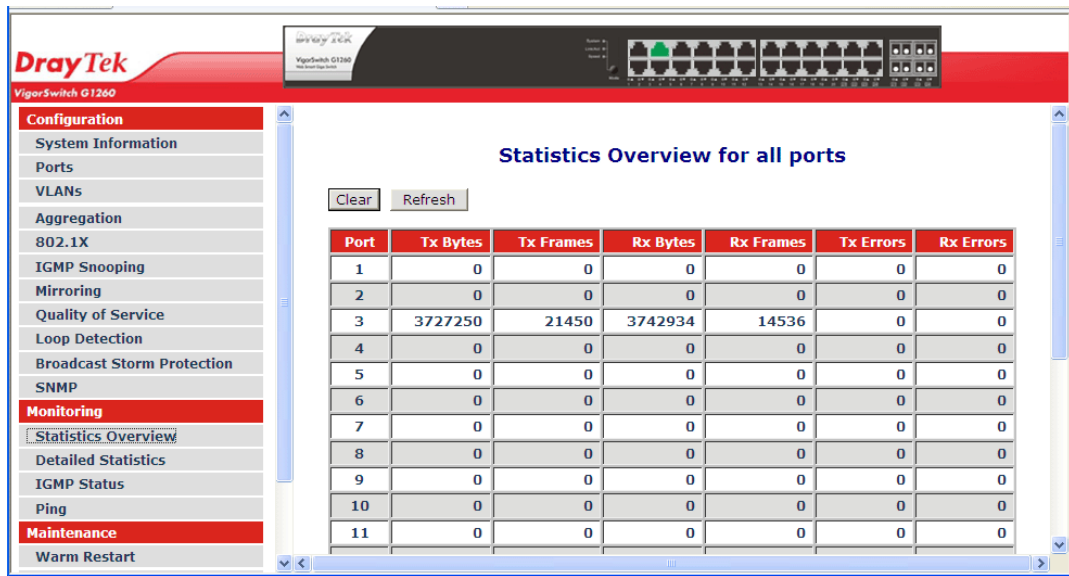 DrayTek
VigorSwitch G1260
DrayTek
VigorSwitch G1260
Configuration
System Information
Ports
VLANs
Aggregation
802.1X
IGMP Snooping
Mirroring
Quality of Service
Loop Detection
Broadcast Storm Protection
SNMP
Monitoring
Statistics Overview
Detailed Statistics
IGMP Status
Ping
Maintenance
Warm Restart
Statistics Overview for all ports
Clear Refresh
Port Tx Bytes Tx Frames Rx Bytes Rx Frames Tx Errors Rx Errors
1 0 0 0 0 0 0
2 0 0 0 0 0 0
3 3727250 21450 3742934 14536 0 0
4 0 0 0 0 0 0
5 0 0 0 0 0 0
6 0 0 0 0 0 0
7 0 0 0 0 0 0
8 0 0 0 0 0 0
9 0 0 0 0 0 0
10 0 0 0 0 0 0
11 0 0 0 0 0 0